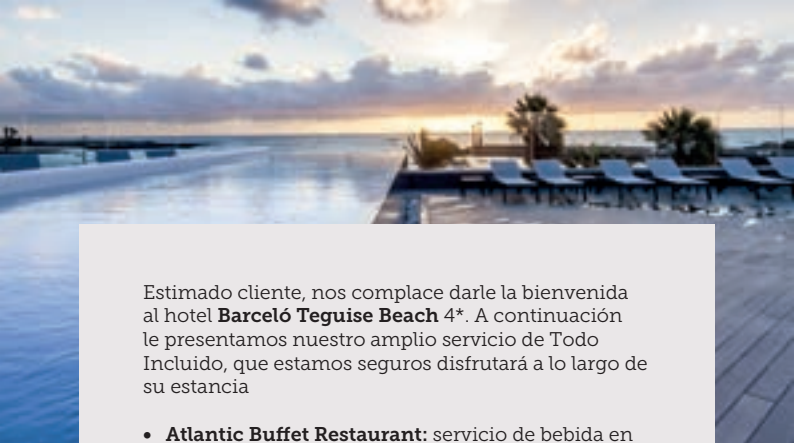 Estimado cliente, nos complace darle la bienvenida
al hotel Barceló Teguise Beach 4*. A continuación
le presentamos nuestro amplio servicio de Todo
Incluido, que estamos seguros disfrutará a lo largo de
su estancia
• Atlantic Buffet Restaurant: servicio de bebida en